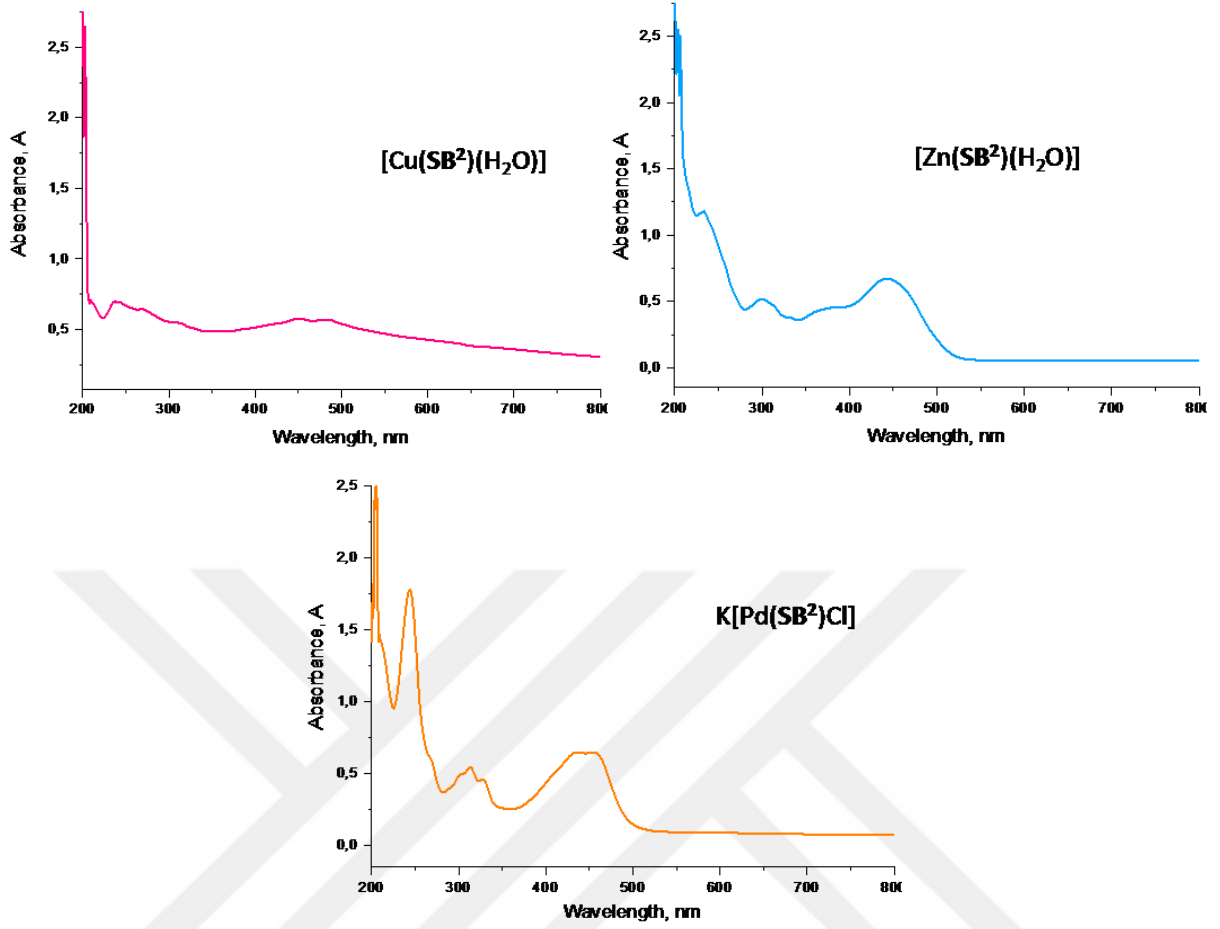 2,5
2,0
1,5
1,0
0,5
Absorbance, A
[Cu(SB²)(H₂O)]
200 300 400 500 600 700 800
Wavelength, nm
2,5
2,0
1,5
1,0
0,5
0,0
Absorbance, A
[Zn(SB²)(H₂O)]
200 300 400 500 600 700 800
Wavelength, nm
2,5
2,0
1,5
1,0
0,5
0,0
Absorbance, A
K[Pd(SB²)Cl]
200 300 400 500 600 700 800
Wavelength, nm